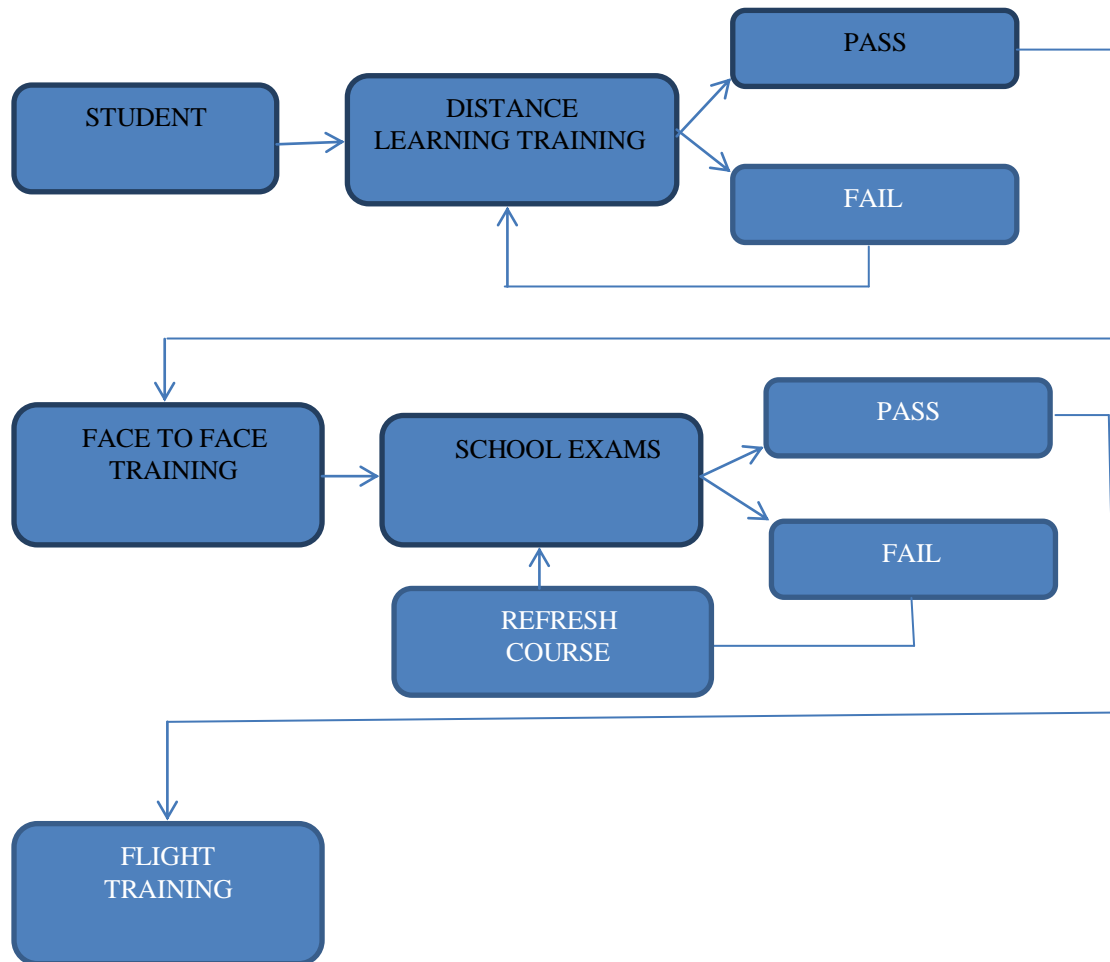 PASS
STUDENT
DISTANCE
LEARNING TRAINING
FAIL
FACE TO FACE
TRAINING
SCHOOL EXAMS
PASS
FAIL
REFRESH
COURSE
FLIGHT
TRAINING